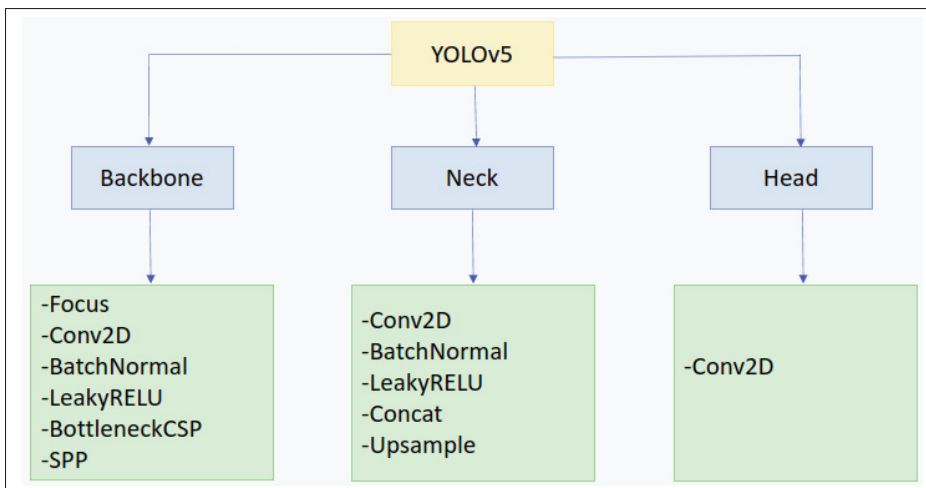 YOLOv5
Backbone
Neck
Head
-Focus
-Conv2D
-BatchNormal
-LeakyRELU
-BottleneckCSP
-SPP
-Conv2D
-BatchNormal
-LeakyRELU
-Concat
-Upsample
-Conv2D